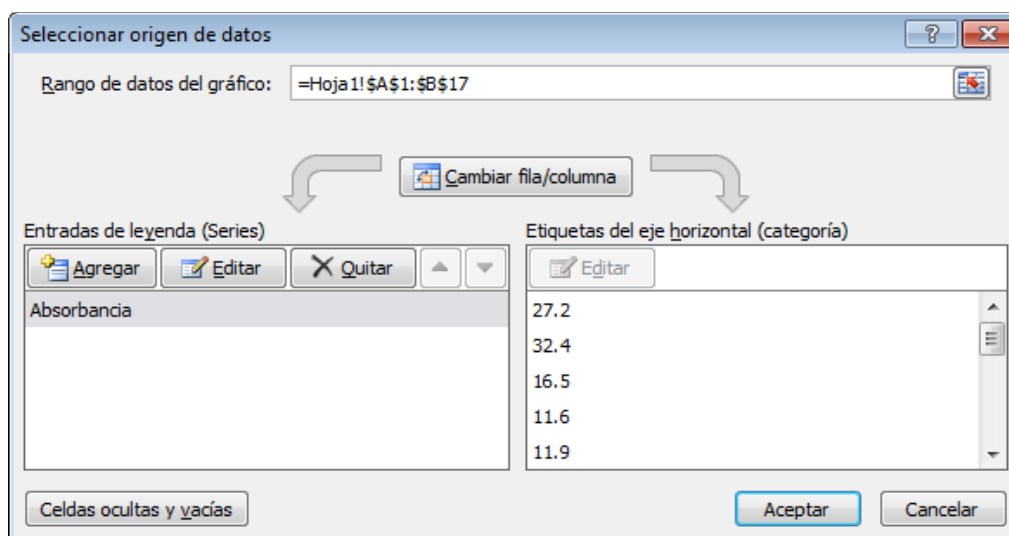 Seleccionar origen de datos
Rango de datos del gráfico: =Hoja1!$A$1:$B$17
Cambiar fila/columna
Entradas de leyenda (Series)
Agregar Editar Quitar
Absorbancia
Etiquetas del eje horizontal (categoría)
Editar
27.2
32.4
16.5
11.6
11.9
Celdas ocultas y vacías
Aceptar Cancelar